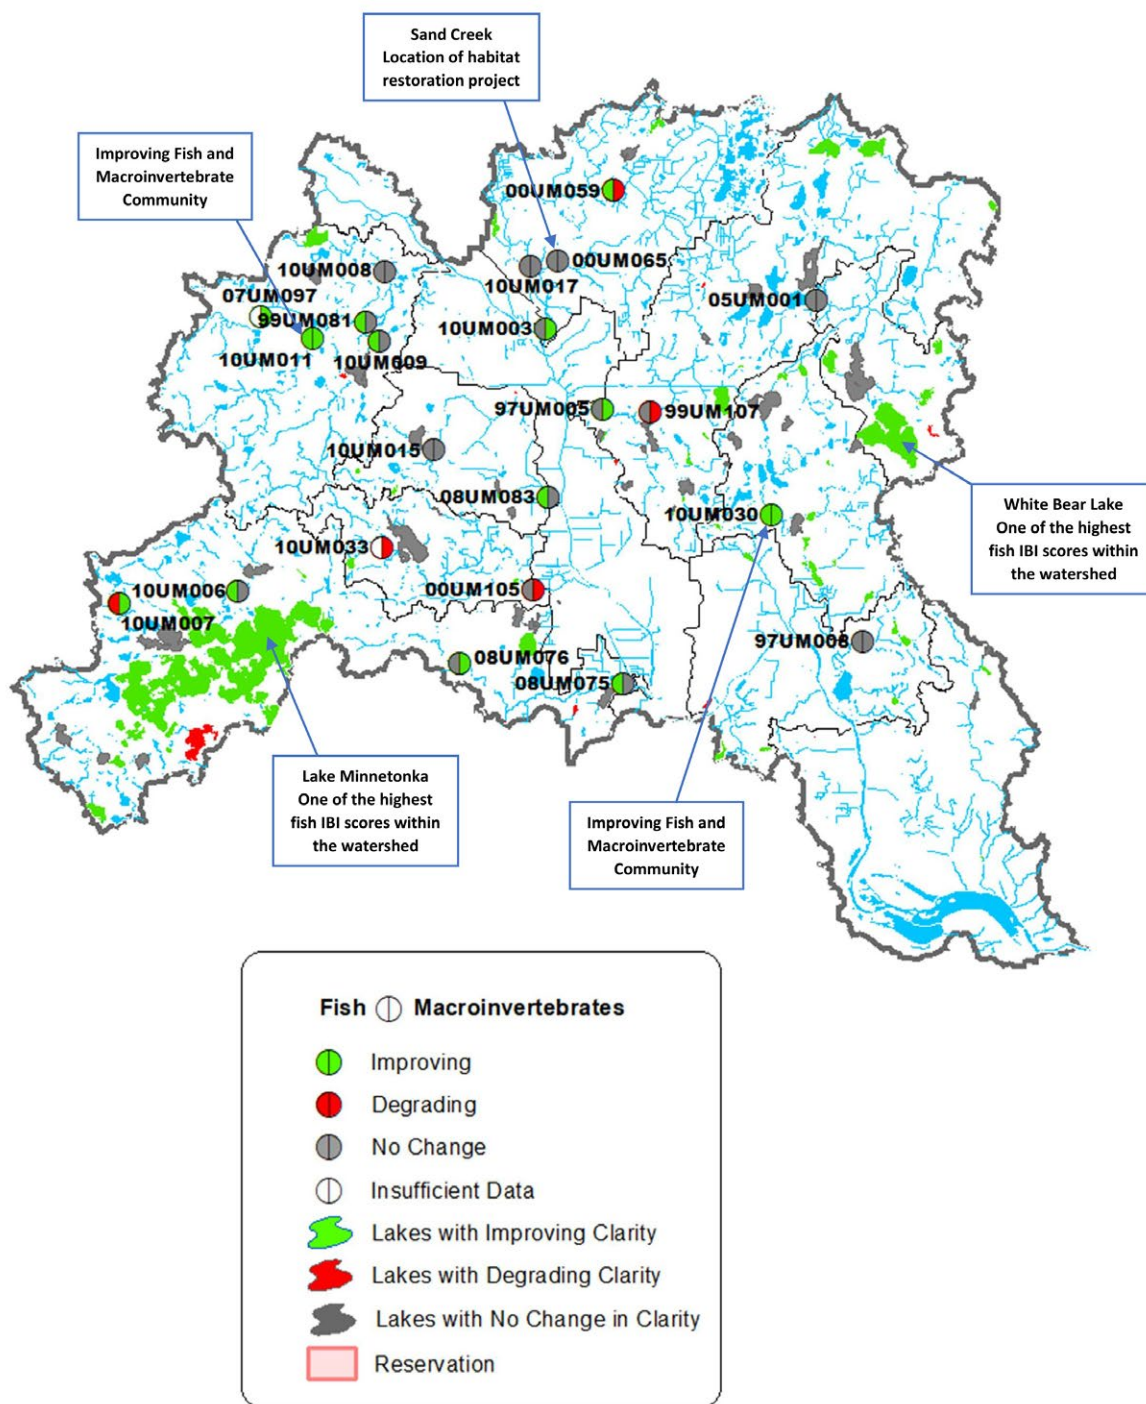 Sand Creek
Location of habitat
restoration project
Improving Fish and
Macroinvertebrate
Community
00UM059
00UM065
10UM017
10UM008
07UM097
99UM081
10UM011
10UM009
10UM003
05UM001
97UM005
99UM107
10UM015
08UM083
10UM030
10UM033
00UM105
10UM006
10UM007
08UM076
08UM075
97UM008
White Bear Lake
One of the highest
fish IBI scores within
the watershed
Lake Minnetonka
One of the highest
fish IBI scores within
the watershed
Improving Fish and
Macroinvertebrate
Community
Fish Macroinvertebrates
Improving
Degrading
No Change
Insufficient Data
Lakes with Improving Clarity
Lakes with Degrading Clarity
Lakes with No Change in Clarity
Reservation